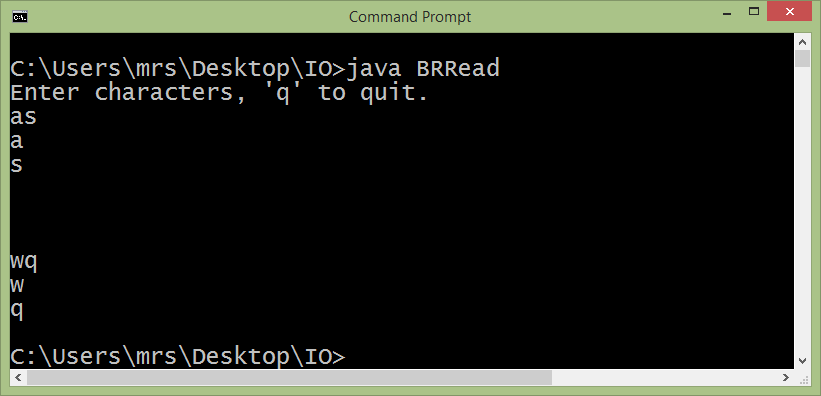 Command Prompt
C:\Users\mrs\Desktop\IO>java BRRead
Enter characters, 'q' to quit.
as
a
s
wq
w
q
C:\Users\mrs\Desktop\IO>